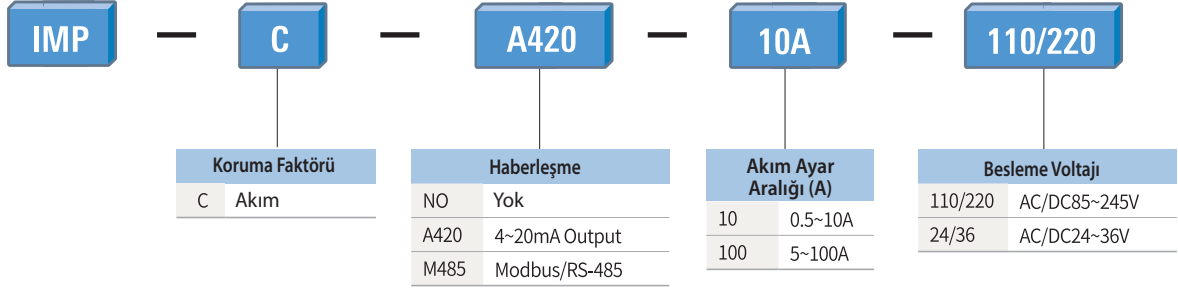 IMP — C — A420 — 10A — 110/220
Koruma Faktörü
C Akım
Haberleşme
NO Yok
A420 4~20mA Output
M485 Modbus/RS-485
Akım Ayar
Aralığı (A)
10 0.5~10A
100 5~100A
Besleme Voltajı
110/220 AC/DC85~245V
24/36 AC/DC24~36V